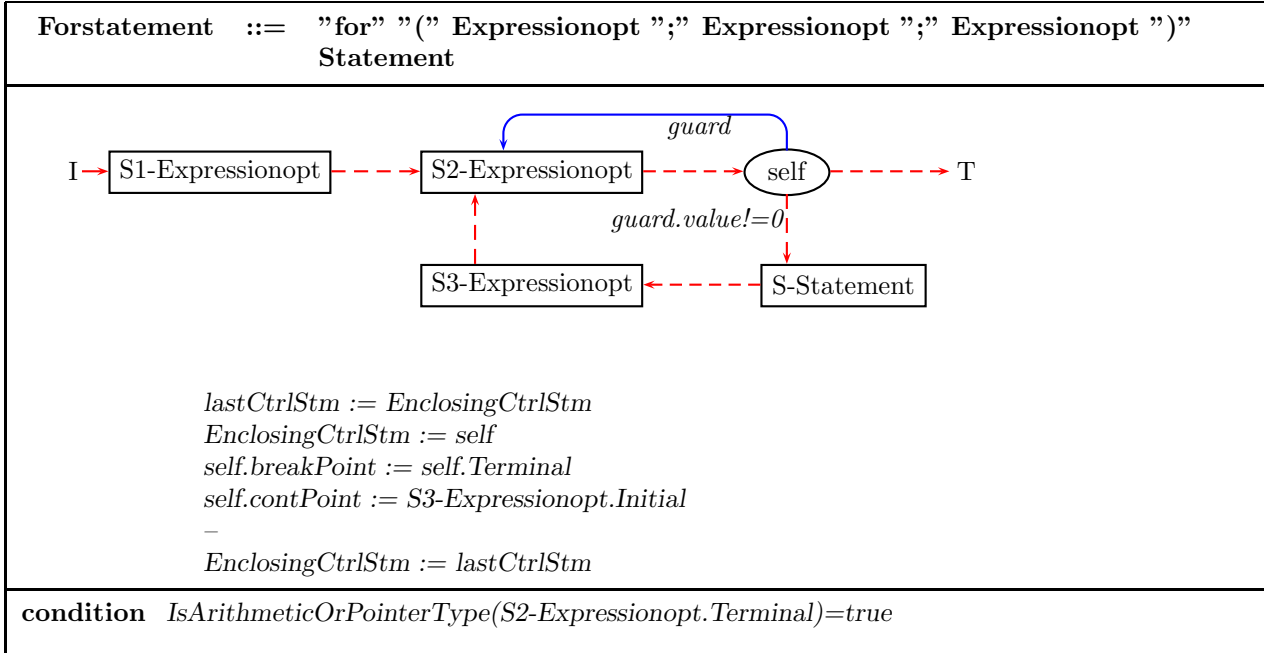 Forstatement ::= ”for” ”(” Expressionopt ”;” Expressionopt ”;” Expressionopt ”)”
Statement
guard
I S1-Expressionopt S2-Expressionopt self T
guard.value!=0
S3-Expressionopt S-Statement
lastCtrlStm := EnclosingCtrlStm
EnclosingCtrlStm := self
self.breakPoint := self.Terminal
self.contPoint := S3-Expressionopt.Initial
–
EnclosingCtrlStm := lastCtrlStm
condition IsArithmeticOrPointerType(S2-Expressionopt.Terminal)=true